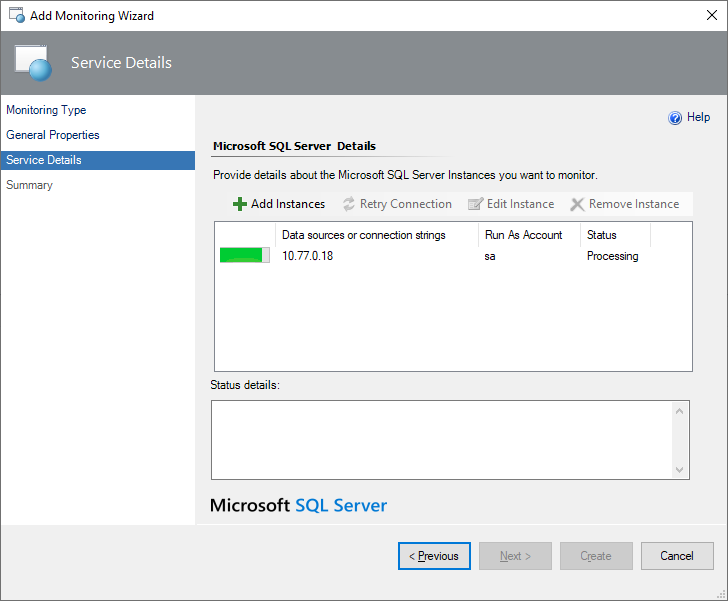 Add Monitoring Wizard
Service Details
Monitoring Type
General Properties
Service Details
Summary
Help
Microsoft SQL Server Details
Provide details about the Microsoft SQL Server Instances you want to monitor.
Add Instances Retry Connection Edit Instance Remove Instance
Data sources or connection strings Run As Account Status
10.77.0.18 sa Processing
Status details:
Microsoft SQL Server
< Previous Next > Create Cancel